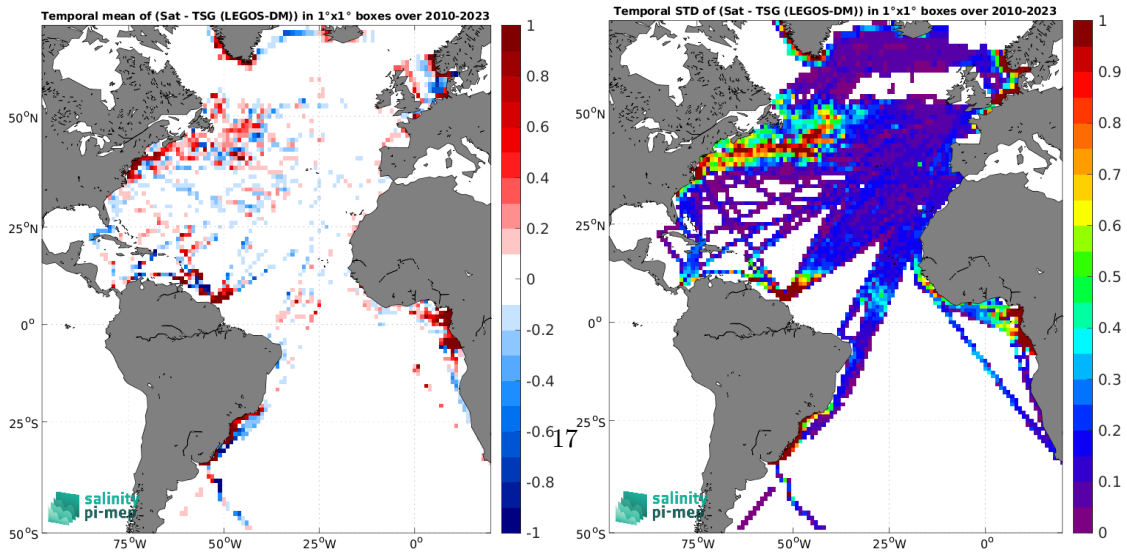 Temporal mean of (Sat - TSG (LEGOS-DM)) in 1°x1° boxes over 2010-2023
50°N
25°N
0°
25°S
50°S
75°W
50°W
25°W
0°
1
0.8
0.6
0.4
0.2
0
-0.2
-0.4
-0.6
-0.8
-1
salinity
pi-mep
17
Temporal STD of (Sat - TSG (LEGOS-DM)) in 1°x1° boxes over 2010-2023
50°N
25°N
0°
25°S
50°S
75°W
50°W
25°W
0°
1
0.9
0.8
0.7
0.6
0.5
0.4
0.3
0.2
0.1
0
salinity
pi-mep